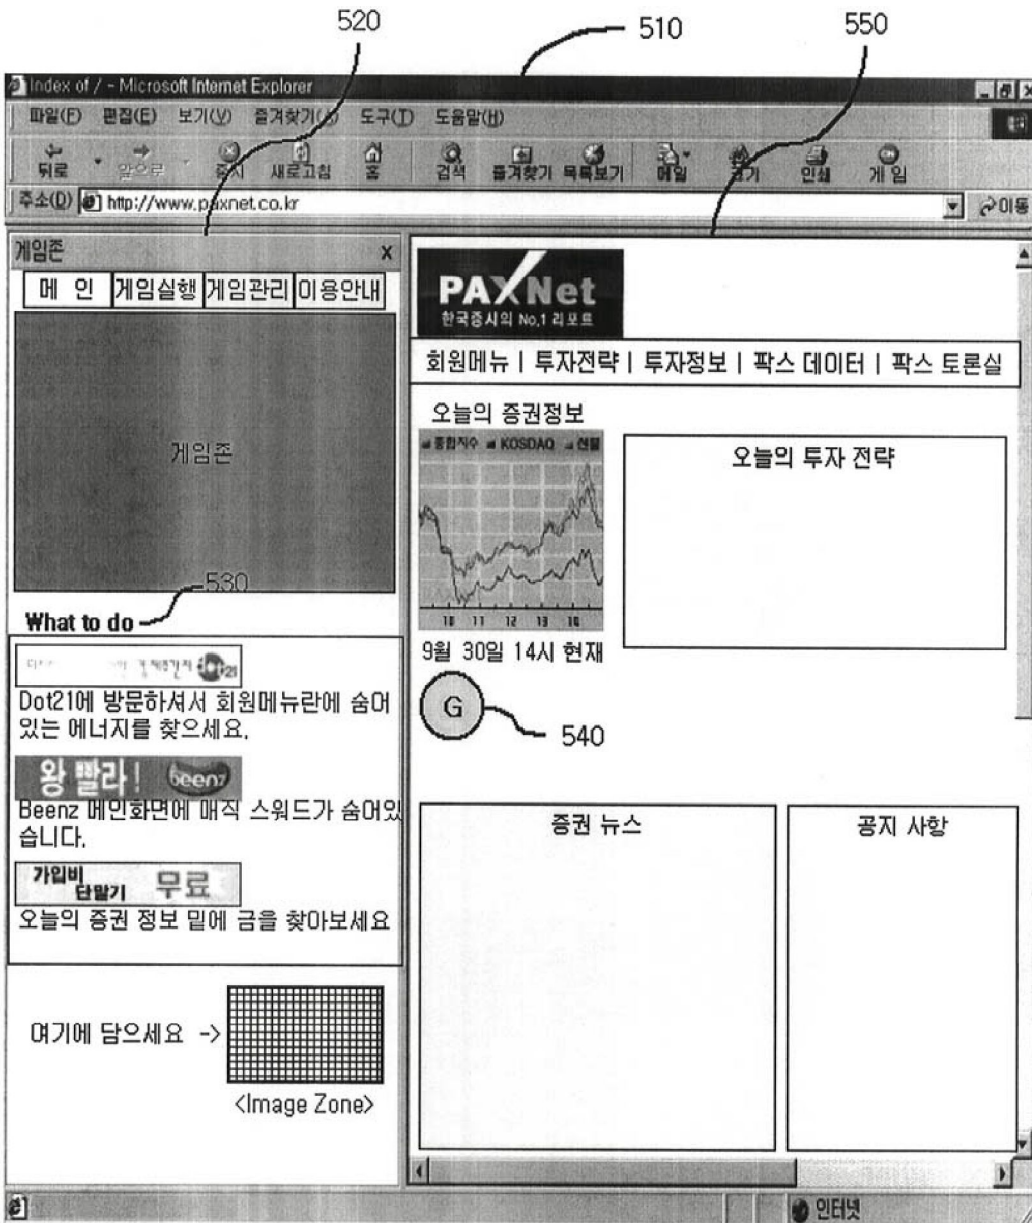 520
510
550
Index of / - Microsoft Internet Explorer
파일(F) 편집(E) 보기(V) 즐겨찾기(A) 도구(T) 도움말(H)
뒤로 앞으로 중지 새로고침 홈 검색 즐겨찾기 목록보기 메일 크기 인쇄 게임
주소(D) http://www.paxnet.co.kr 이동
게임존 X
메 인 게임실행 게임관리 이용안내
게임존
530
What to do
21
Dot21에 방문하셔서 회원메뉴란에 숨어
있는 에너지를 찾으세요.
왕 빨라! beenz
Beenz 메인화면에 매직 스워드가 숨어있
습니다.
가입비
단말기 무료
오늘의 증권 정보 밑에 금을 찾아보세요
여기에 담으세요 ->
<Image Zone>
PAXNet
한국증시의 No.1 리포트
회원메뉴 | 투자전략 | 투자정보 | 팍스 데이터 | 팍스 토론실
오늘의 증권정보
종합지수 KOSDAQ 선물
10 11 12 13 14
9월 30일 14시 현재
오늘의 투자 전략
G
540
증권 뉴스
공지 사항
인터넷